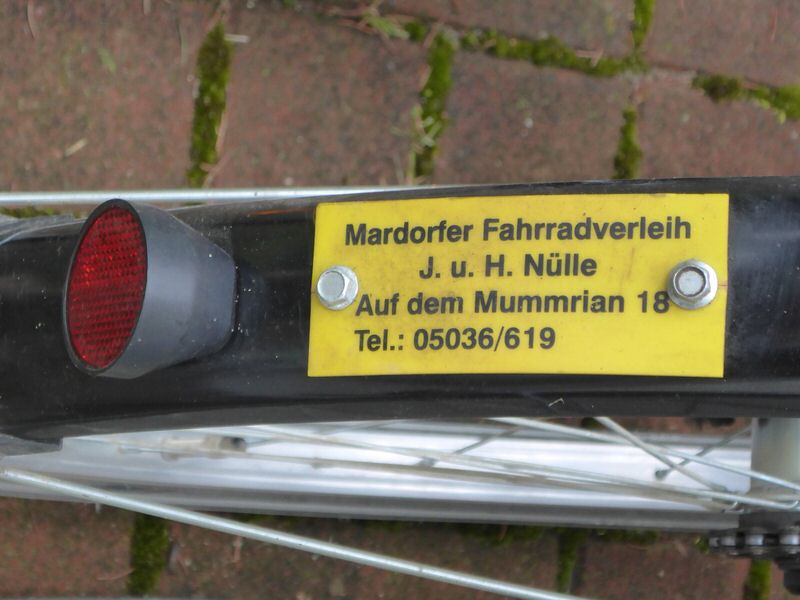 Mardorfer Fahrradverleih
J. u. H. Nülle
Auf dem Mummrian 18
Tel.: 05036/619